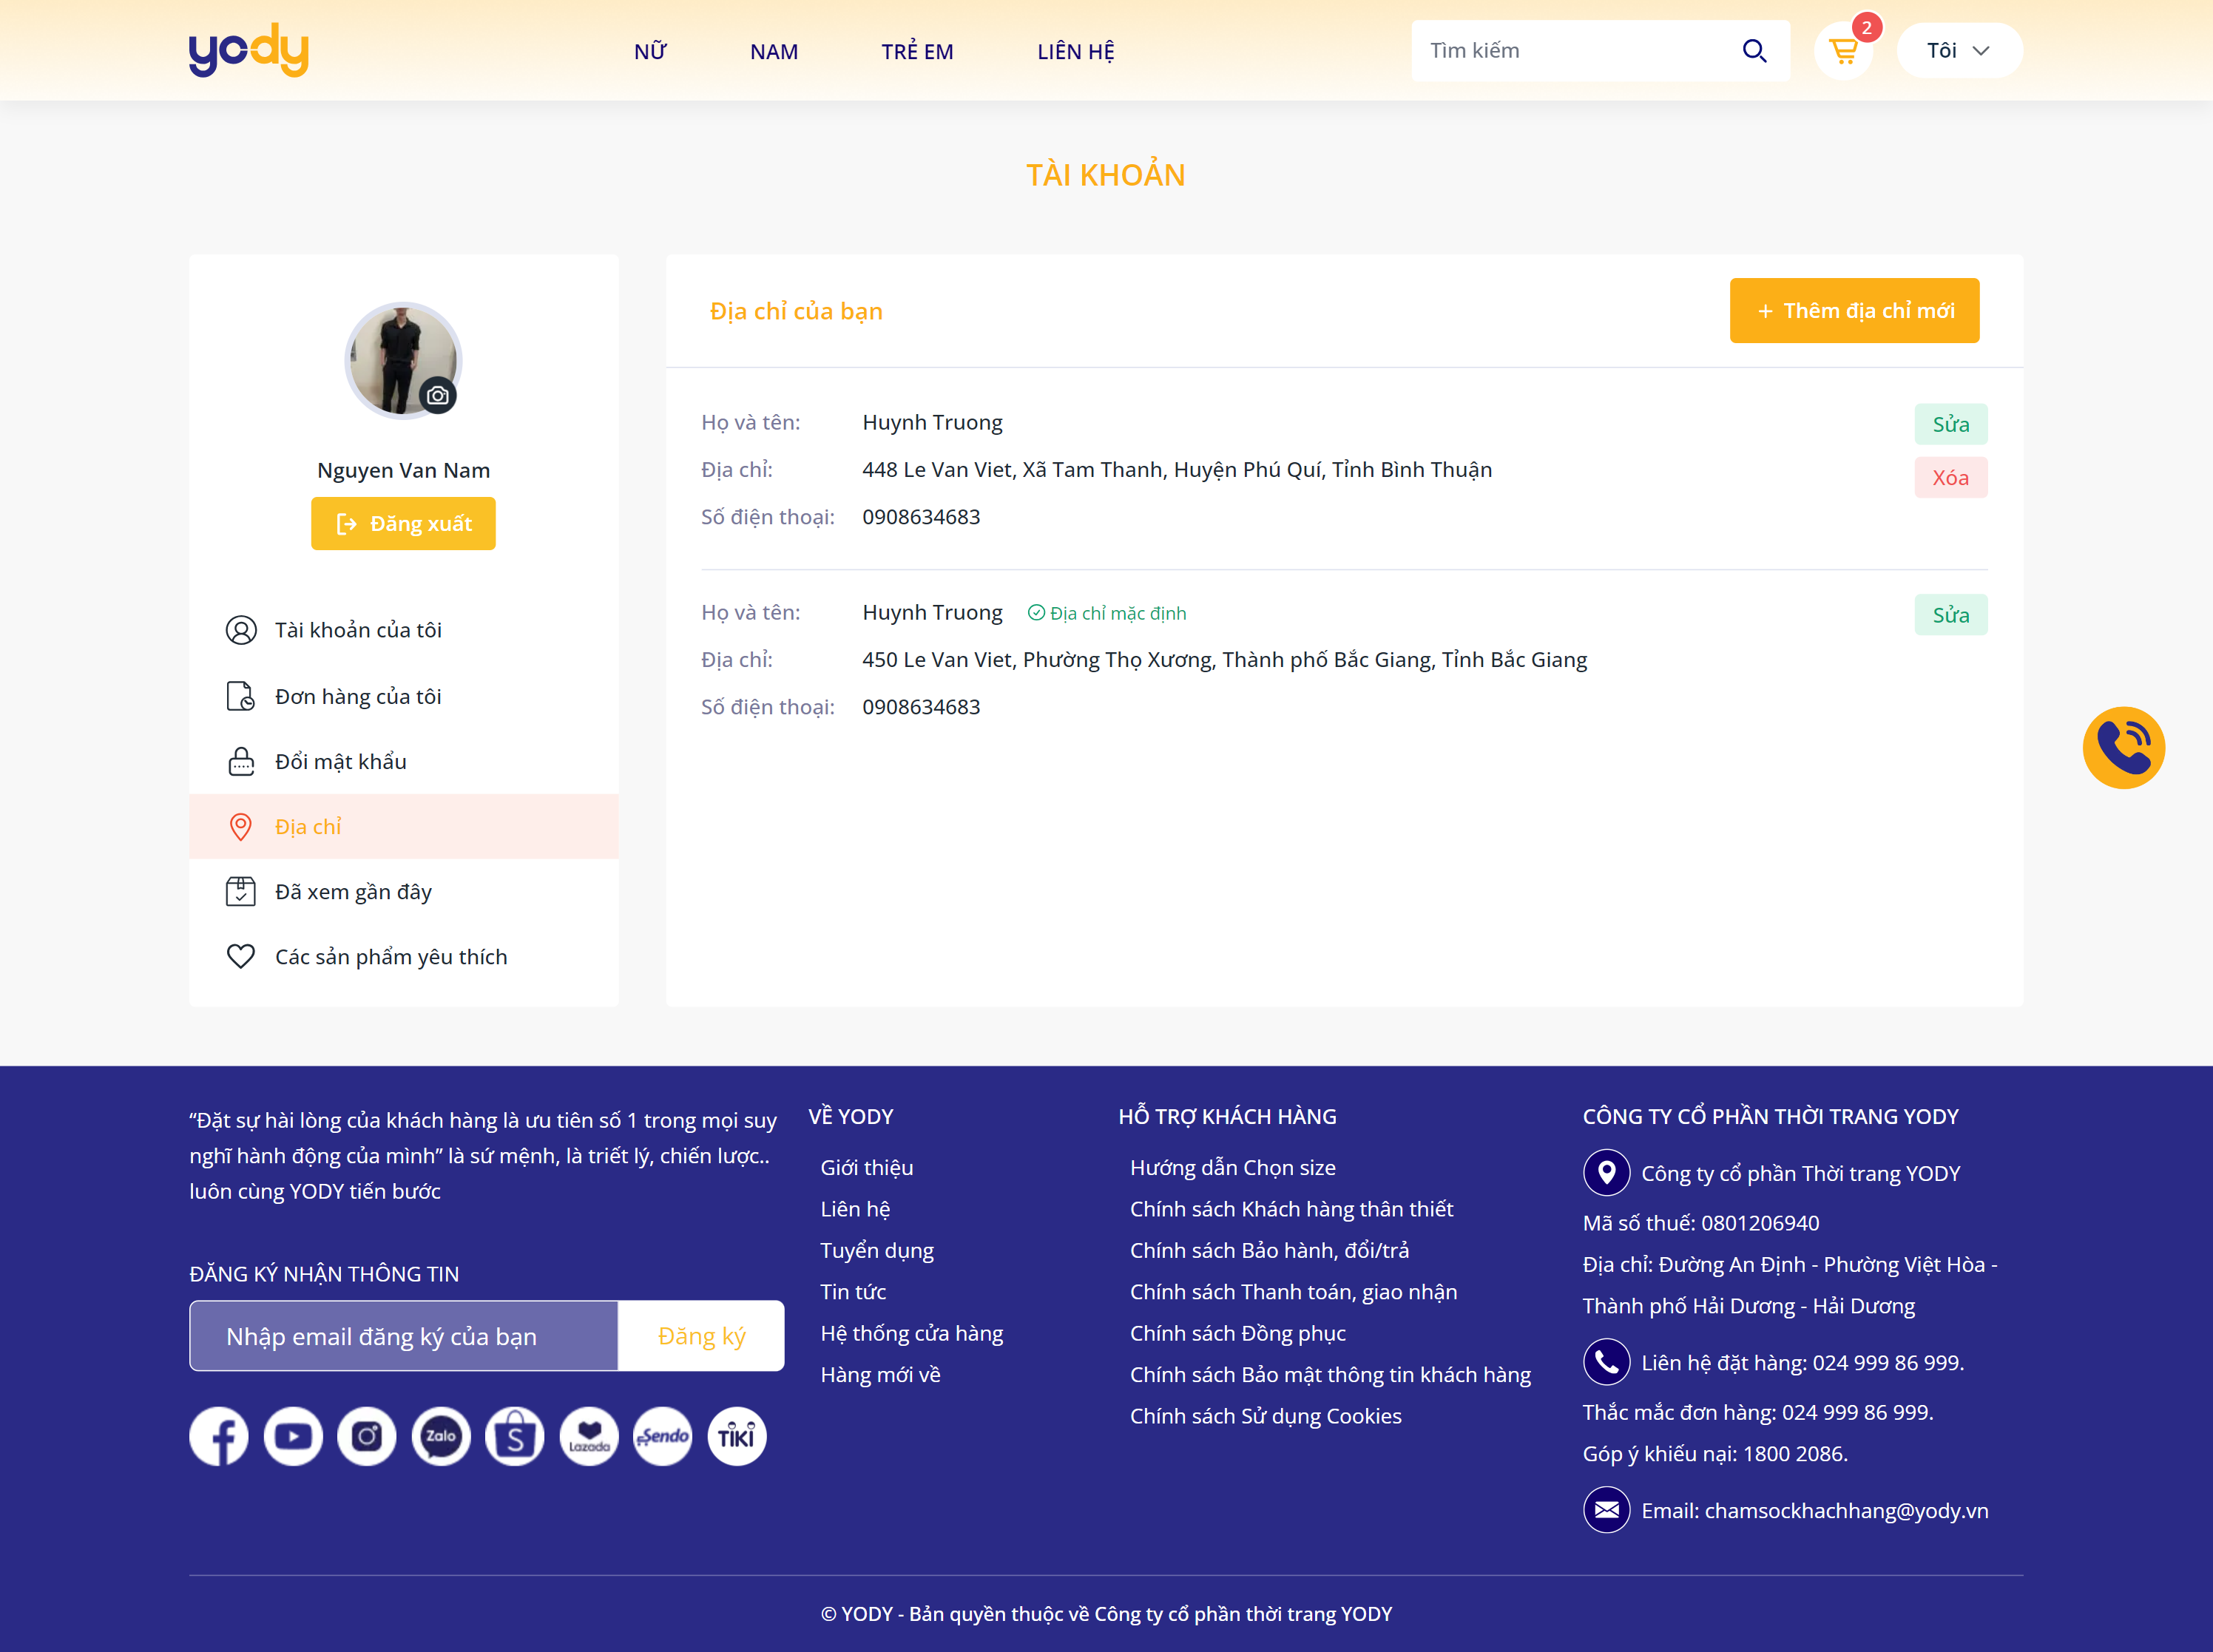 yody
NỮ
NAM
TRẺ EM
LIÊN HỆ
Tìm kiếm
2
Tôi
TÀI KHOẢN
Nguyen Van Nam
Đăng xuất
Tài khoản của tôi
Đơn hàng của tôi
Đổi mật khẩu
Địa chỉ
Đã xem gần đây
Các sản phẩm yêu thích
Địa chỉ của bạn
+ Thêm địa chỉ mới
Họ và tên: Huynh Truong
Sửa
Địa chỉ: 448 Le Van Viet, Xã Tam Thanh, Huyện Phú Quí, Tỉnh Bình Thuận
Xóa
Số điện thoại: 0908634683
Họ và tên: Huynh Truong Địa chỉ mặc định
Sửa
Địa chỉ: 450 Le Van Viet, Phường Thọ Xương, Thành phố Bắc Giang, Tỉnh Bắc Giang
Số điện thoại: 0908634683
“Đặt sự hài lòng của khách hàng là ưu tiên số 1 trong mọi suy
nghĩ hành động của mình” là sứ mệnh, là triết lý, chiến lược..
luôn cùng YODY tiến bước
ĐĂNG KÝ NHẬN THÔNG TIN
Nhập email đăng ký của bạn
Đăng ký
Zalo
S
Lazada
Sendo
TIKI
VỀ YODY
Giới thiệu
Liên hệ
Tuyển dụng
Tin tức
Hệ thống cửa hàng
Hàng mới về
HỖ TRỢ KHÁCH HÀNG
Hướng dẫn Chọn size
Chính sách Khách hàng thân thiết
Chính sách Bảo hành, đổi/trả
Chính sách Thanh toán, giao nhận
Chính sách Đồng phục
Chính sách Bảo mật thông tin khách hàng
Chính sách Sử dụng Cookies
CÔNG TY CỔ PHẦN THỜI TRANG YODY
Công ty cổ phần Thời trang YODY
Mã số thuế: 0801206940
Địa chỉ: Đường An Định - Phường Việt Hòa -
Thành phố Hải Dương - Hải Dương
Liên hệ đặt hàng: 024 999 86 999.
Thắc mắc đơn hàng: 024 999 86 999.
Góp ý khiếu nại: 1800 2086.
Email: chamsockhachhang@yody.vn
© YODY - Bản quyền thuộc về Công ty cổ phần thời trang YODY